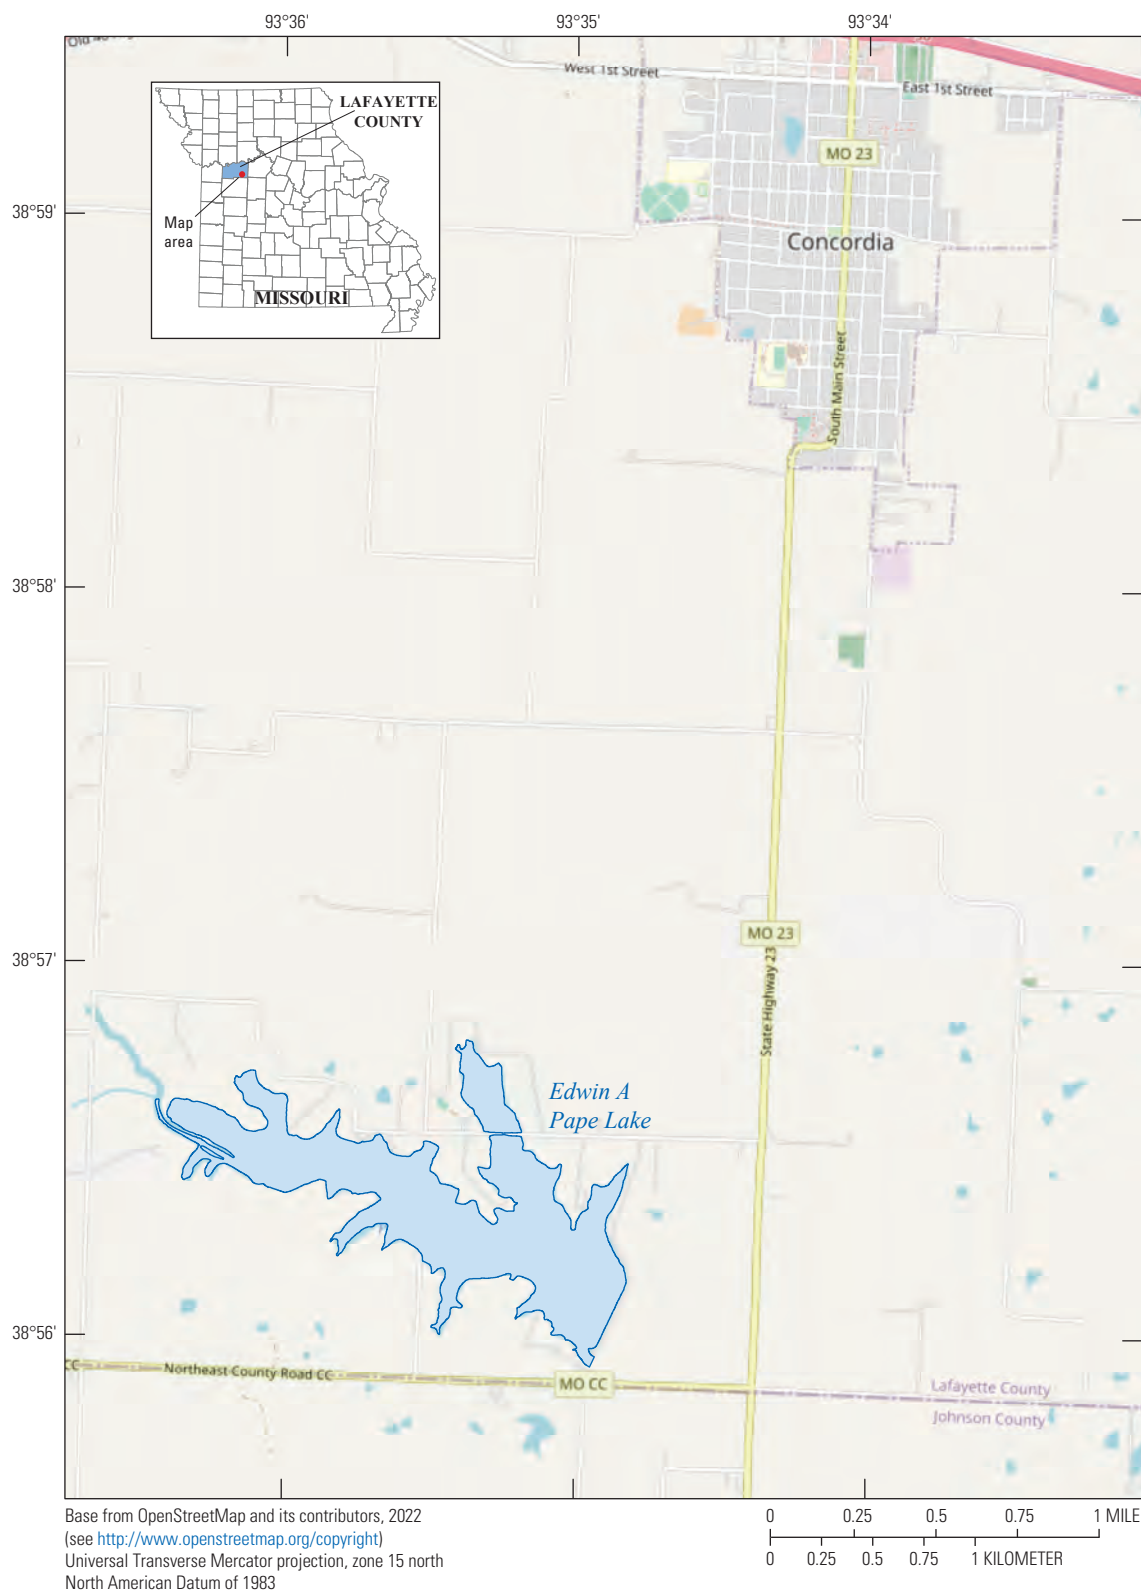 93°36'
93°35'
93°34'
West 1st Street
East 1st Street
LAFAYETTE
COUNTY
MO 23
38°59'
Map
area
Concordia
MISSOURI
South Main Street
38°58'
MO 23
38°57'
State Highway 23
Edwin A
Pape Lake
38°56'
CC
Northeast County Road CC
MO CC
Lafayette County
Johnson County
Base from OpenStreetMap and its contributors, 2022
(see http://www.openstreetmap.org/copyright)
Universal Transverse Mercator projection, zone 15 north
North American Datum of 1983
0 0.25 0.5 0.75 1 MILE
0 0.25 0.5 0.75 1 KILOMETER